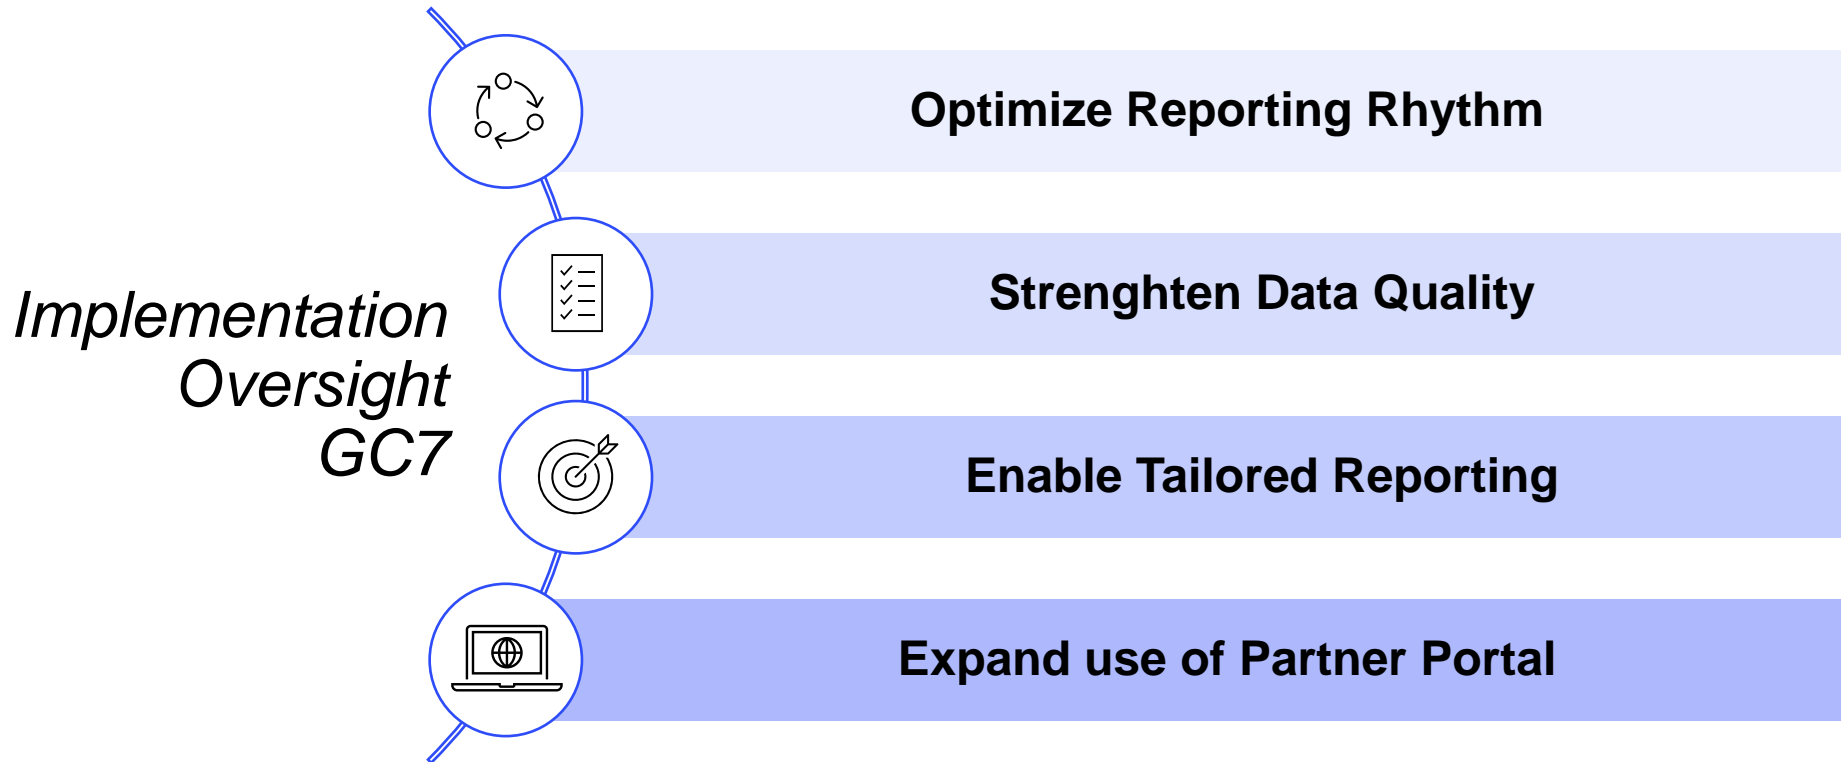 Implementation
Oversight
GC7
Optimize Reporting Rhythm
Strenghten Data Quality
Enable Tailored Reporting
Expand use of Partner Portal